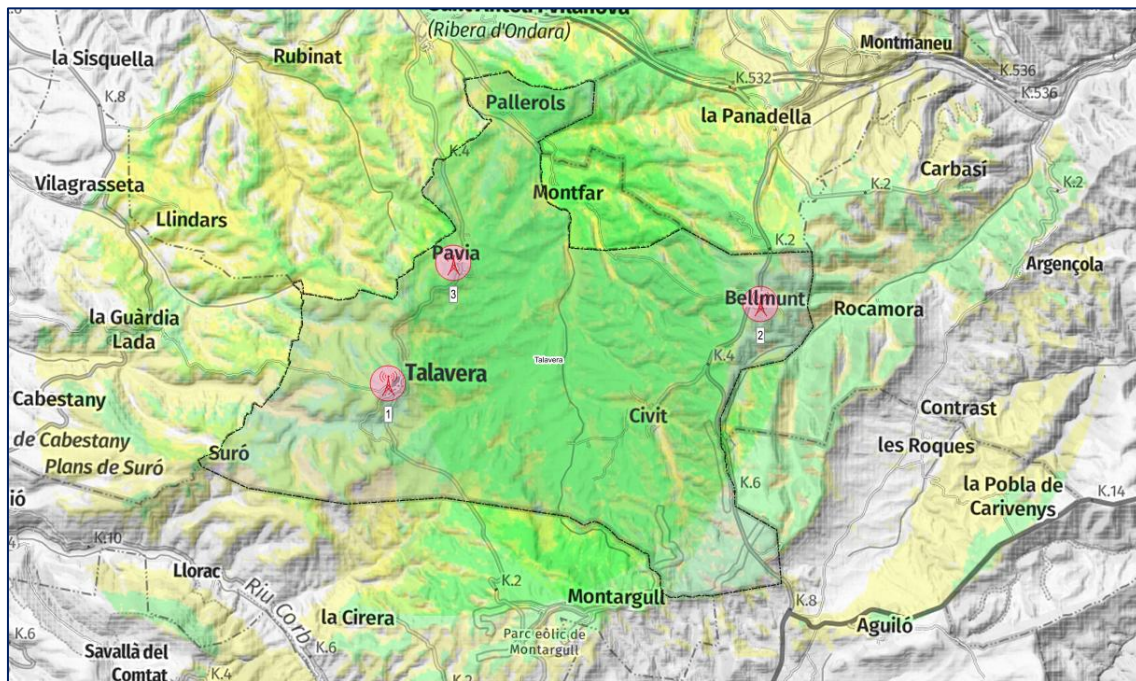 (Ribera d'Ondara)
la Sisquella
Rubinat
Montmaneu
K.532
K.536
K.536
K.8
Pallerols
la Panadella
K.4
Carbasí
K.2
K.2
Vilagrasseta
Llindars
Montfar
K.2
Pavia
3
Argençola
Bellmunt
2
Rocamora
la Guàrdia
Lada
K.4
Talavera
Talavera
1
Cabestany
Civit
Contrast
de Cabestany
Plans de Suró
Suró
les Roques
K.6
la Pobla de
Carivenys
K.14
ió
K.10
Llorac
Riu Corb
K.2
Montargull
K.8
la Cirera
Aguiló
K.6
Parc eòlic de
Montargull
K.6
Savallà del
Comtat
K.4
K.2